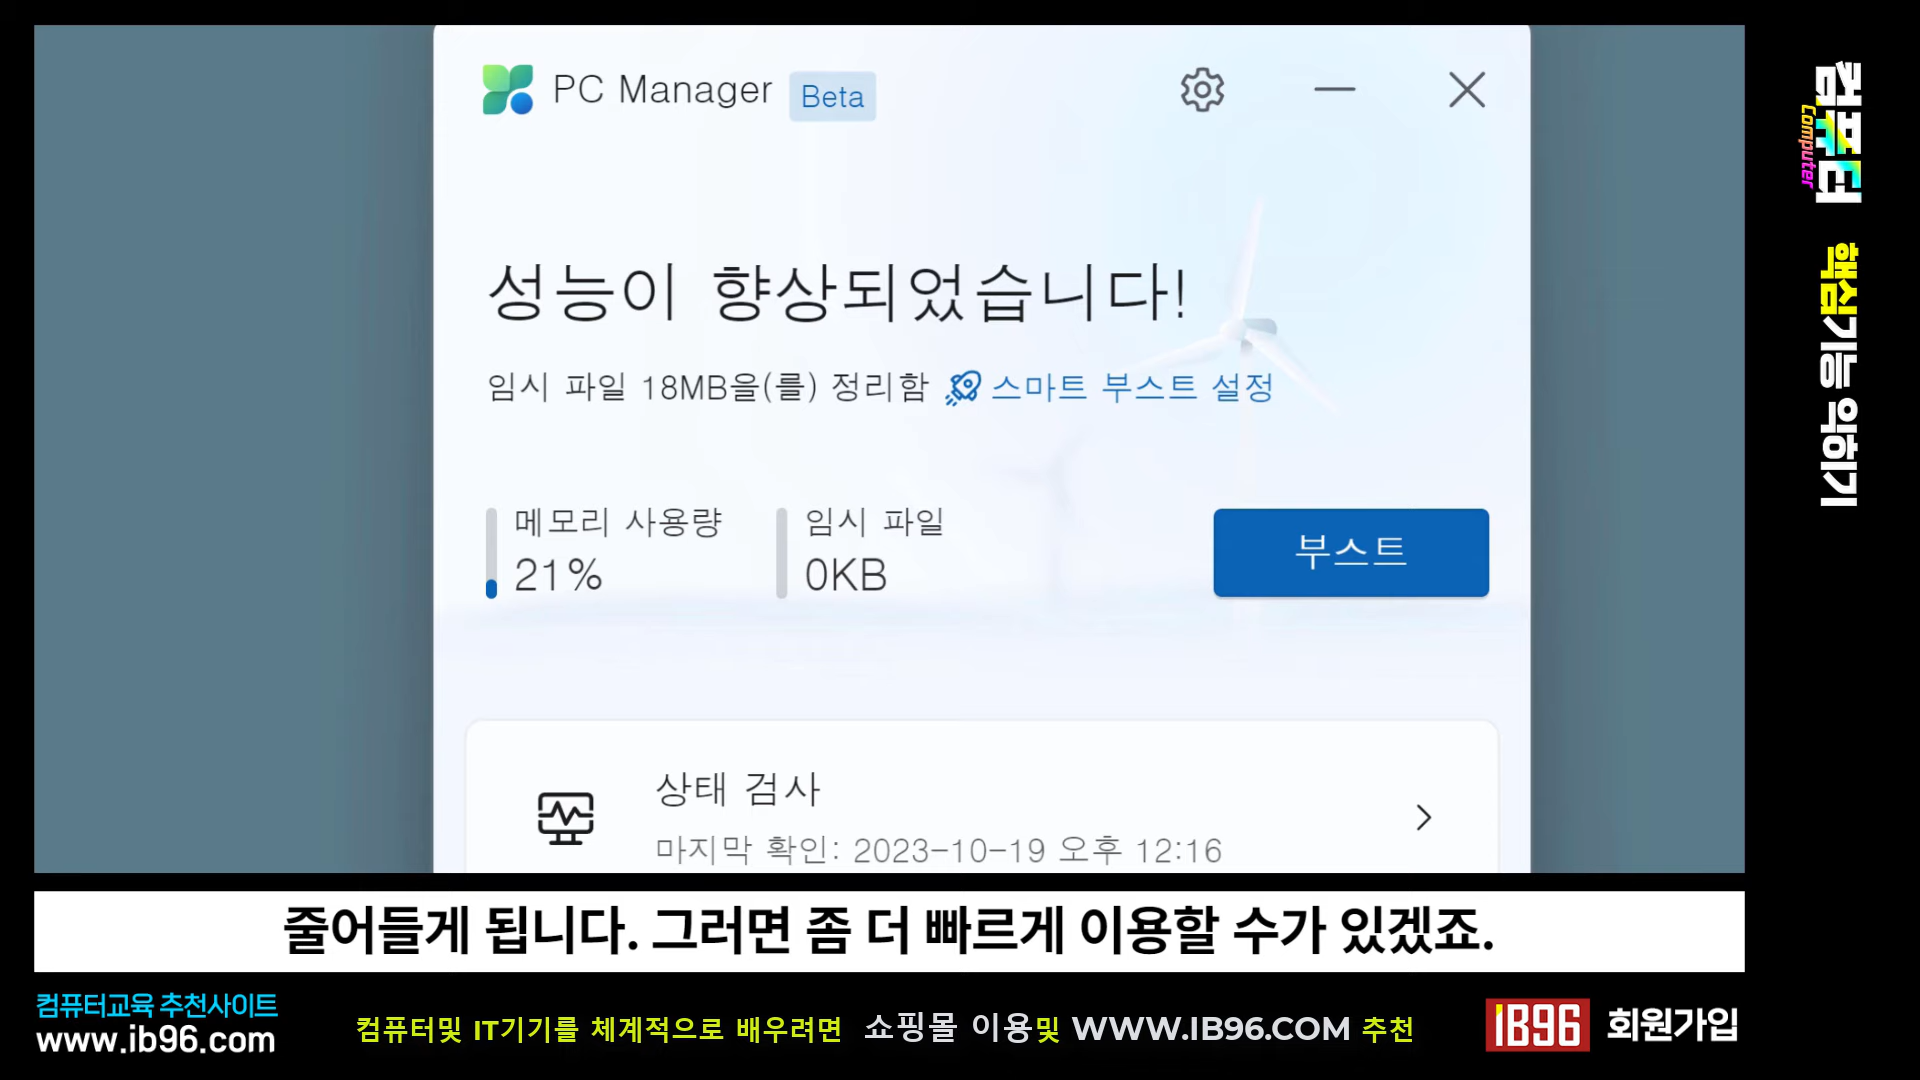 PC Manager Beta
성능이 향상되었습니다!
임시 파일 18MB을(를) 정리함 스마트 부스트 설정
메모리 사용량
21%
임시 파일
0KB
부스트
상태 검사
마지막 확인: 2023-10-19 오후 12:16
컴퓨터
Computer
핵심기능 익히기
줄어들게 됩니다. 그러면 좀 더 빠르게 이용할 수가 있겠죠.
컴퓨터교육 추천사이트
www.ib96.com
컴퓨터및 IT기기를 체계적으로 배우려면 쇼핑몰 이용및 WWW.IB96.COM 추천
IB96 회원가입